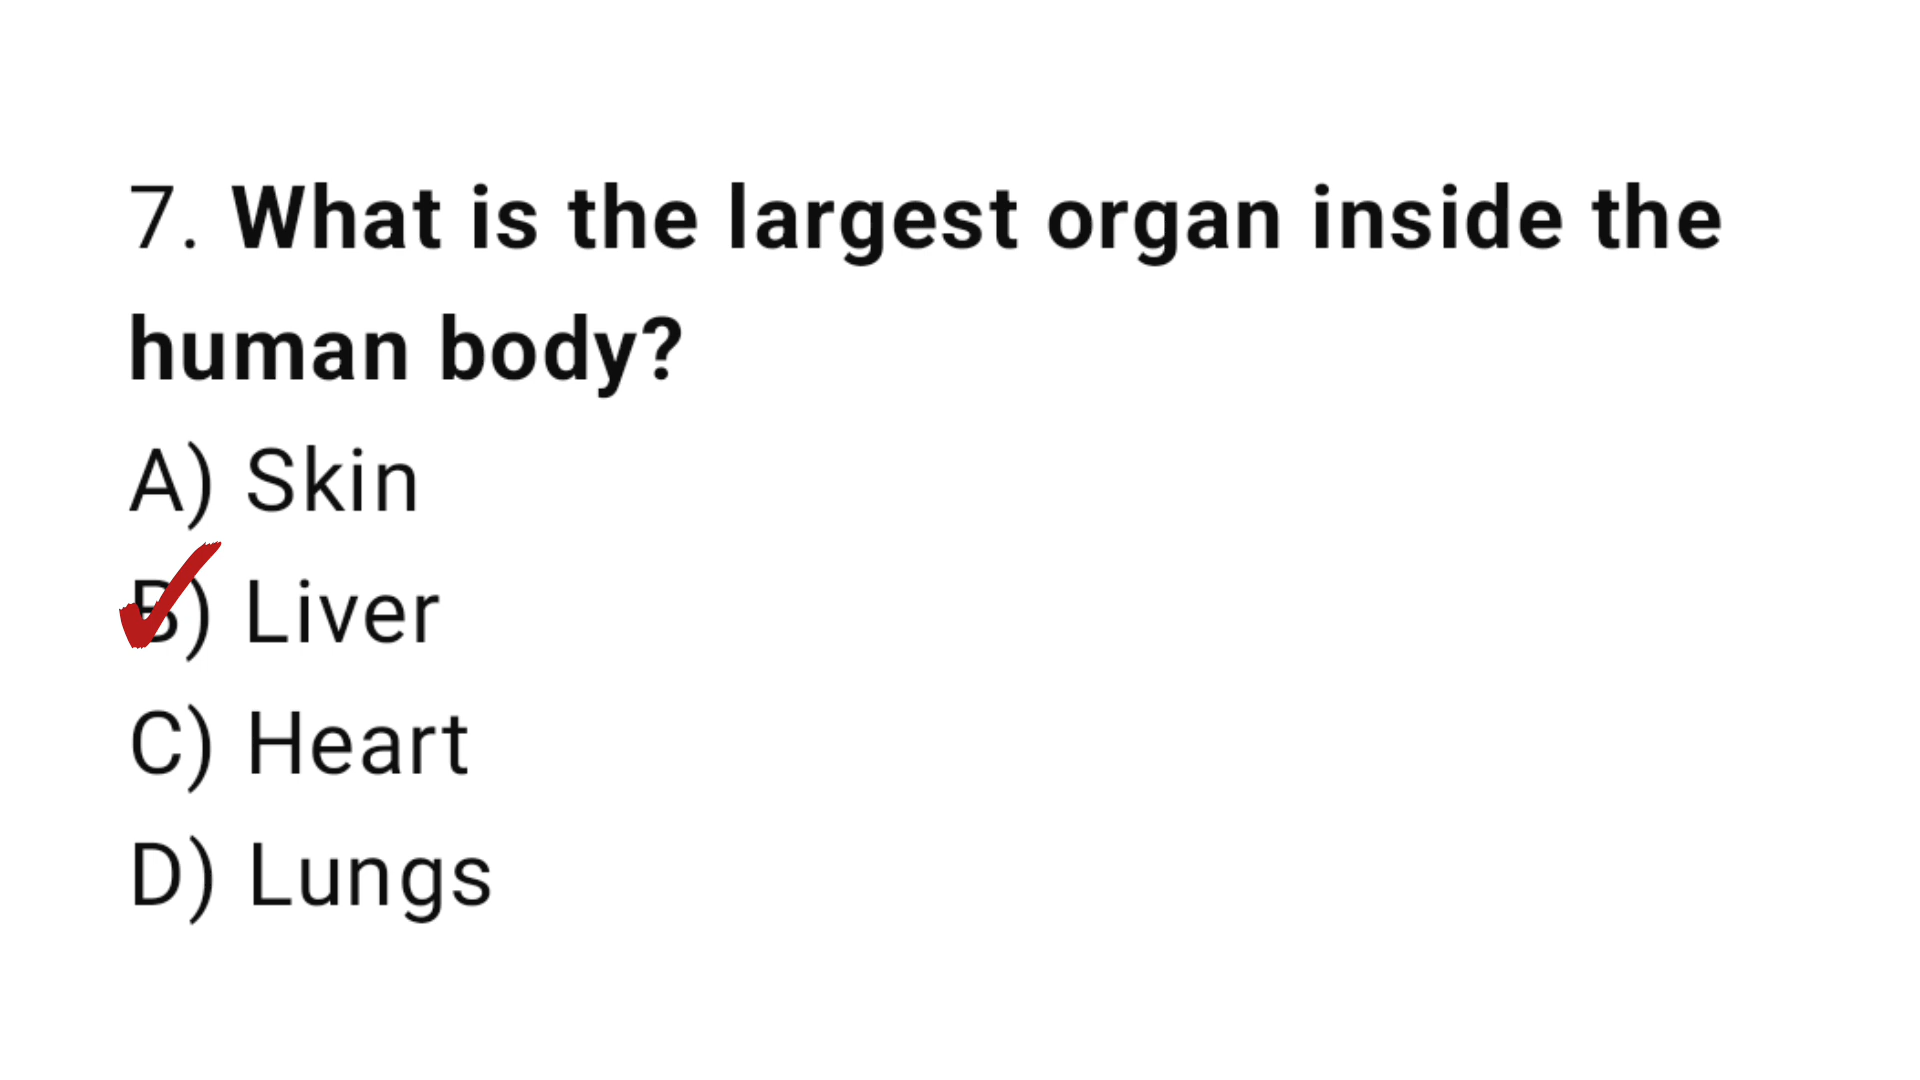 7. What is the largest organ inside the
human body?
A) Skin
B) Liver
C) Heart
D) Lungs